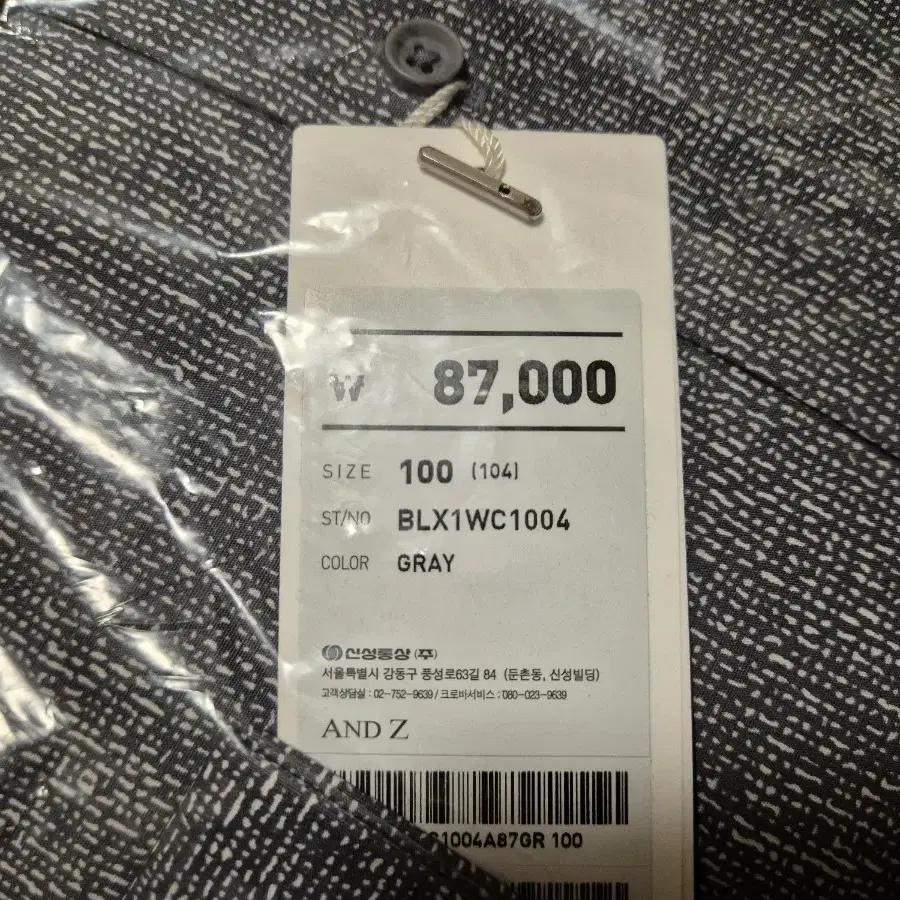 ₩ 87,000
SIZE 100 (104)
ST/NO BLX1WC1004
COLOR GRAY
신성통상(주)
서울특별시 강동구 풍성로63길 84 (둔촌동, 신성빌딩)
고객상담실 : 02-752-9639 / 크로바서비스 : 080-023-9639
AND Z
1004A87GR 100